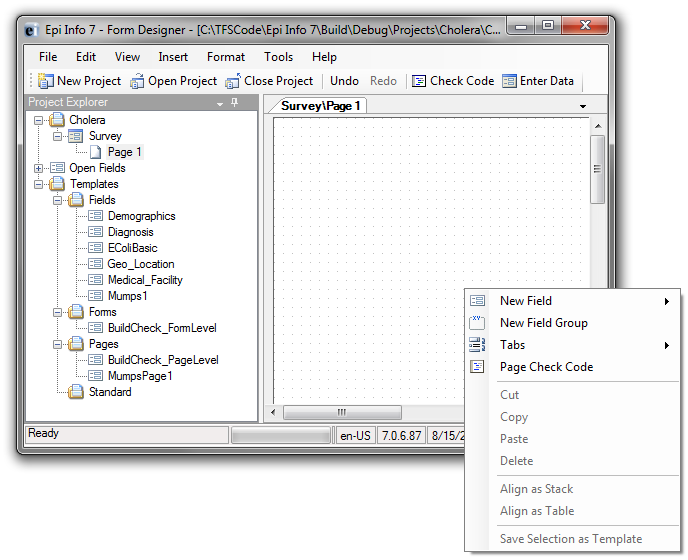 Epi Info 7 - Form Designer - [C:\TFSCode\Epi Info 7\Build\Debug\Projects\Cholera\C...
File Edit View Insert Format Tools Help
New Project Open Project Close Project Undo Redo Check Code Enter Data
Project Explorer
Cholera
Survey
Page 1
Open Fields
Templates
Fields
Demographics
Diagnosis
EColiBasic
Geo_Location
Medical_Facility
Mumps1
Forms
BuildCheck_FormLevel
Pages
BuildCheck_PageLevel
MumpsPage1
Standard
Survey\Page 1
New Field
New Field Group
Tabs
Page Check Code
Cut
Copy
Paste
Delete
Align as Stack
Align as Table
Save Selection as Template
Ready en-US 7.0.6.87 8/15/2